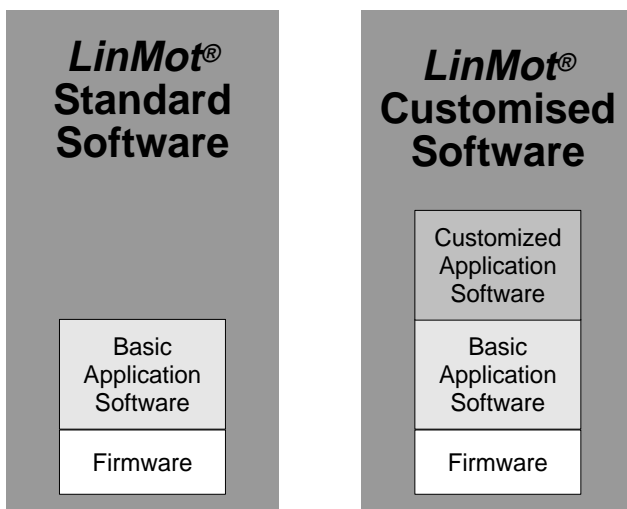 LinMot®
Standard
Software
Basic
Application
Software
Firmware
LinMot®
Customised
Software
Customized
Application
Software
Basic
Application
Software
Firmware